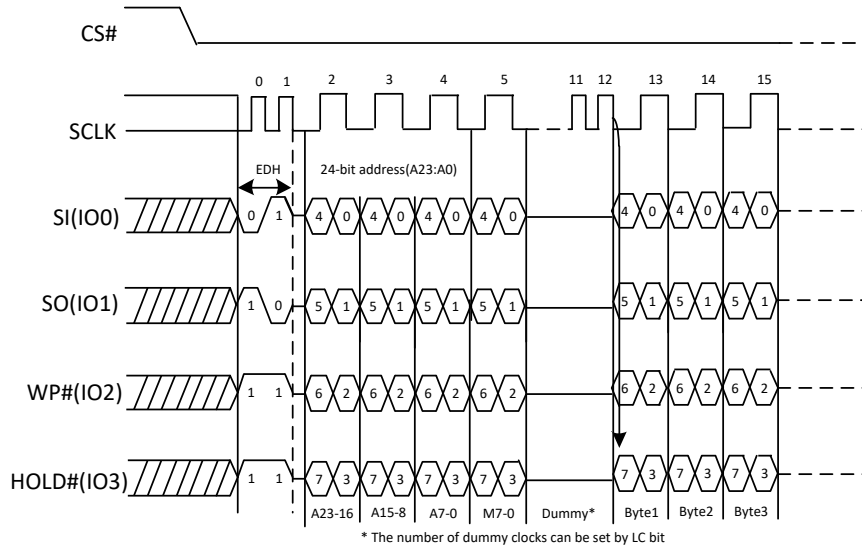 CS#
0 1 2 3 4 5 11 12 13 14 15
SCLK
EDH 24-bit address(A23:A0)
SI(IO0) 0 1 4 0 4 0 4 0 4 0 4 0 4 0 4 0
SO(IO1) 1 0 5 1 5 1 5 1 5 1 5 1 5 1 5 1
WP#(IO2) 1 1 6 2 6 2 6 2 6 2 6 2 6 2 6 2
HOLD#(IO3) 1 1 7 3 7 3 7 3 7 3 7 3 7 3 7 3
A23-16 A15-8 A7-0 M7-0 Dummy* Byte1 Byte2 Byte3
* The number of dummy clocks can be set by LC bit